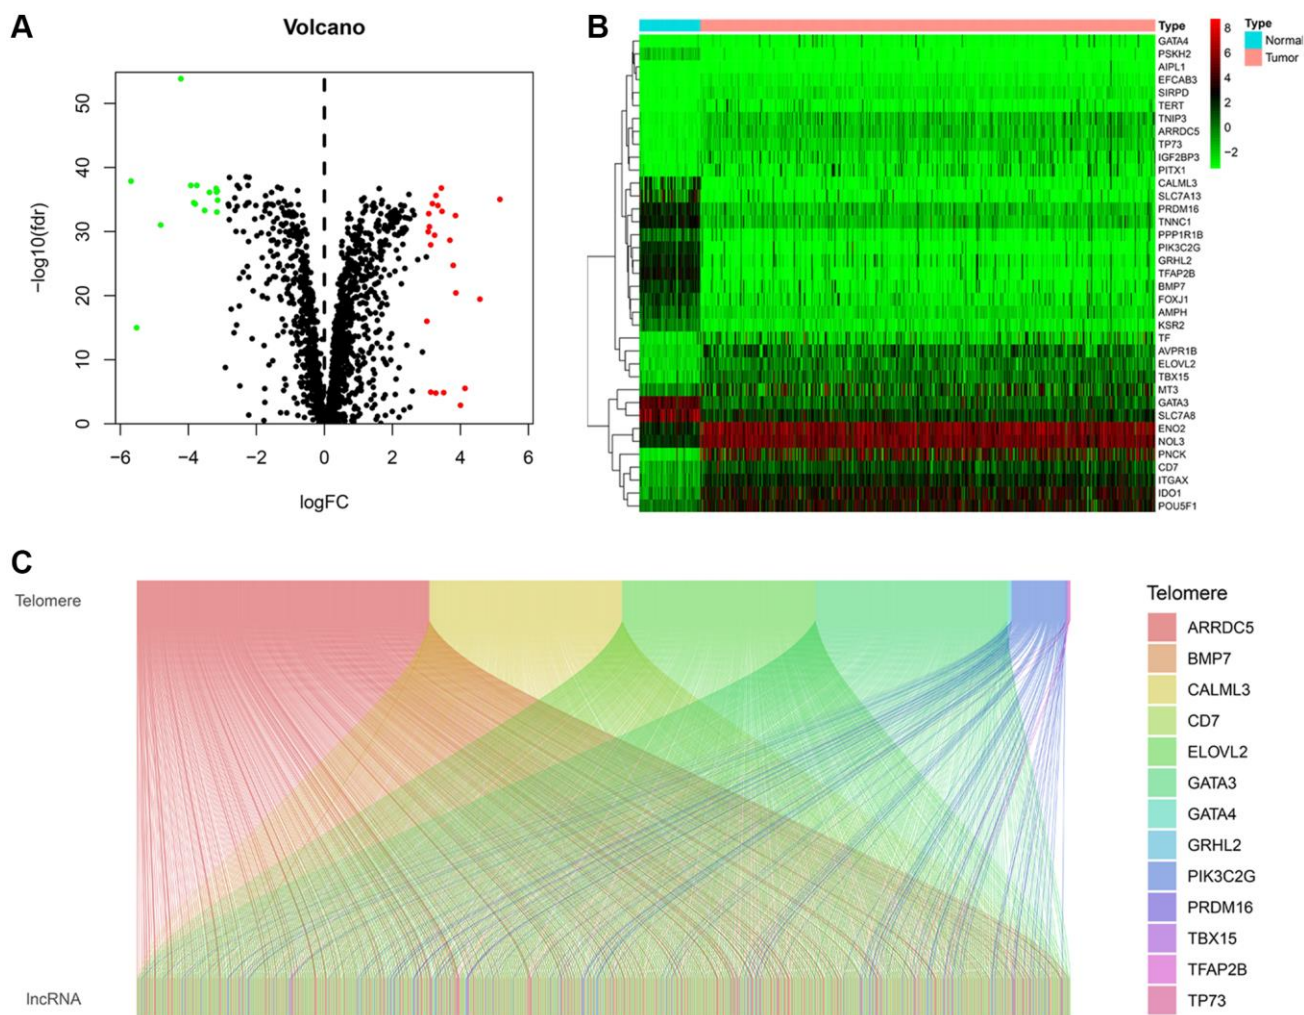 A
Volcano
−log10(fdr)
50
40
30
20
10
0
−6
−4
−2
0
2
4
6
logFC
B
Type
GATA4
PSKH2
AIPL1
EFCAB3
SIRPD
TERT
TNIP3
ARRDC5
TP73
IGF2BP3
PITX1
CALML3
SLC7A13
PRDM16
TNNC1
PPP1R1B
PIK3C2G
GRHL2
TFAP2B
BMP7
FOXJ1
AMPH
KSR2
TF
AVPR1B
ELOVL2
TBX15
MT3
GATA3
SLC7A8
ENO2
NOL3
PNCK
CD7
ITGAX
IDO1
POU5F1
8
6
4
2
0
−2
Type
Normal
Tumor
C
Telomere
lncRNA
Telomere
ARRDC5
BMP7
CALML3
CD7
ELOVL2
GATA3
GATA4
GRHL2
PIK3C2G
PRDM16
TBX15
TFAP2B
TP73